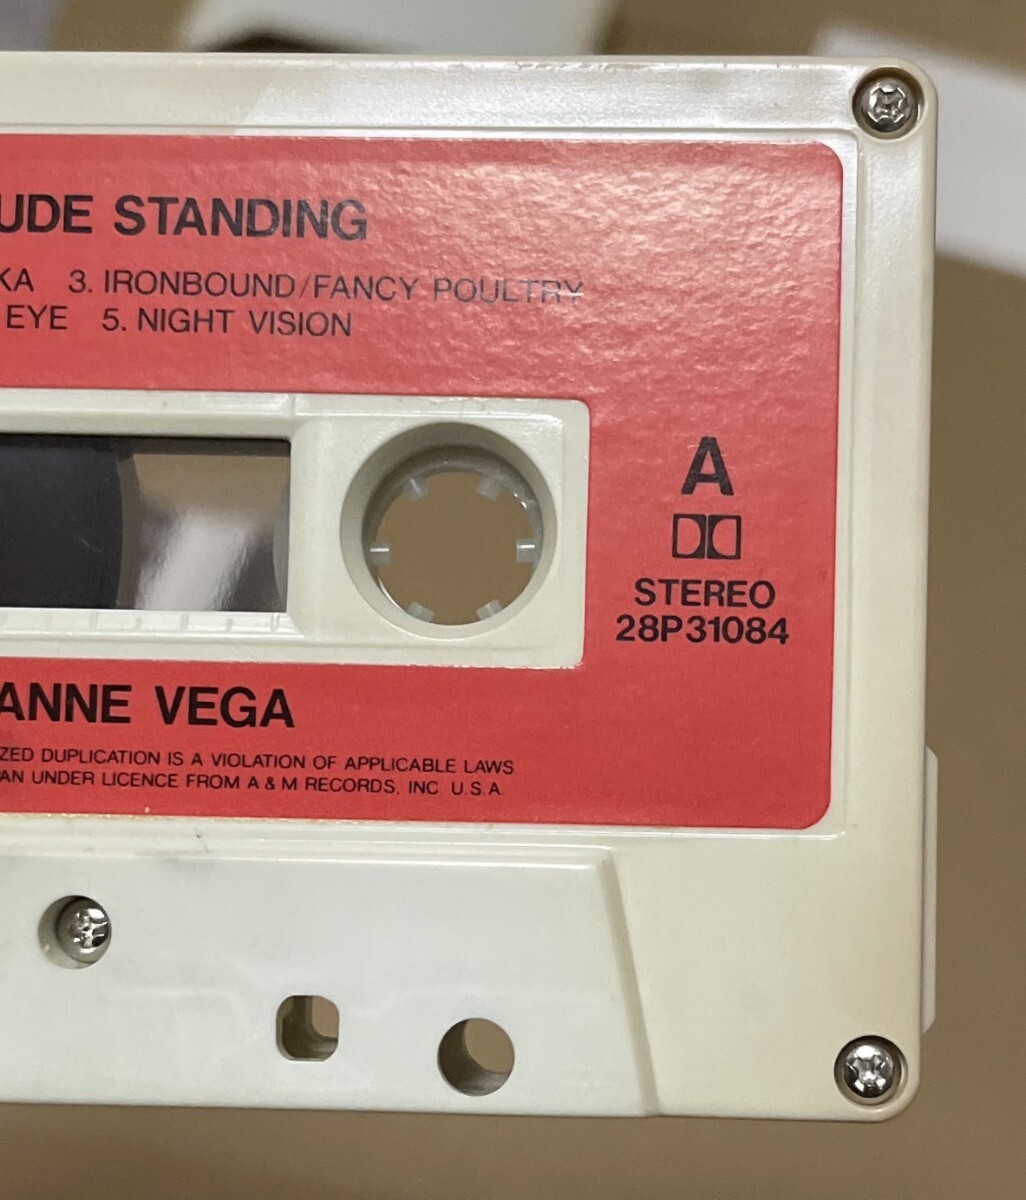 UDE STANDING
KA 3. IRONBOUND/FANCY POULTRY
EYE 5. NIGHT VISION
A
STEREO
28P31084
ANNE VEGA
ZED DUPLICATION IS A VIOLATION OF APPLICABLE LAWS
PAN UNDER LICENCE FROM A & M RECORDS, INC. U.S.A.